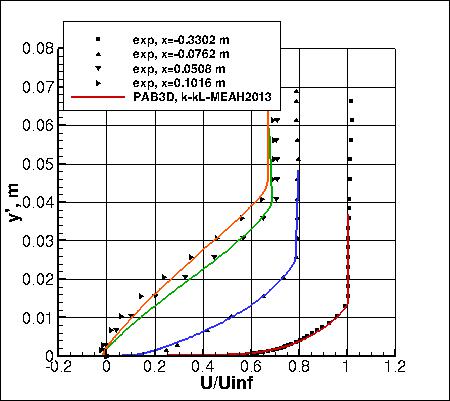 exp, x=-0.3302 m
exp, x=-0.0762 m
exp, x=0.0508 m
exp, x=0.1016 m
PAB3D, k-kL-MEAH2013
0.08
0.07
0.06
0.05
0.04
0.03
0.02
0.01
0
y', m
-0.2 0 0.2 0.4 0.6 0.8 1 1.2
U/Uinf